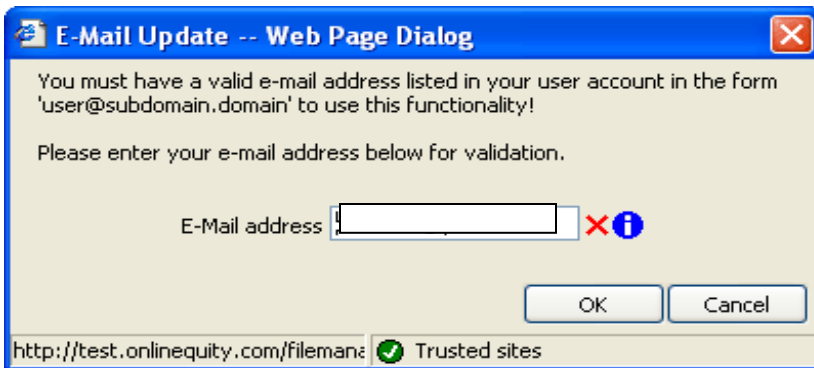 E-Mail Update -- Web Page Dialog
You must have a valid e-mail address listed in your user account in the form
'user@subdomain.domain' to use this functionality!
Please enter your e-mail address below for validation.
E-Mail address
OK Cancel
http://test.onlinequity.com/filemana Trusted sites